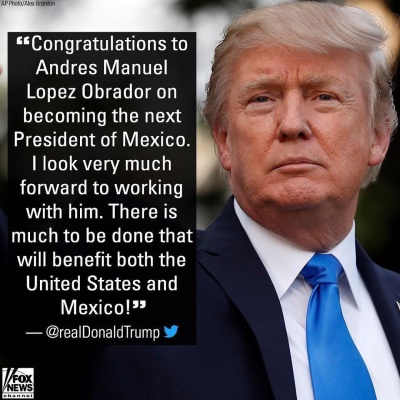 AP Photo/Alex Brandon
“Congratulations to
Andres Manuel
Lopez Obrador on
becoming the next
President of Mexico.
I look very much
forward to working
with him. There is
much to be done that
will benefit both the
United States and
Mexico!”
— @realDonaldTrump
FOX
NEWS
channel